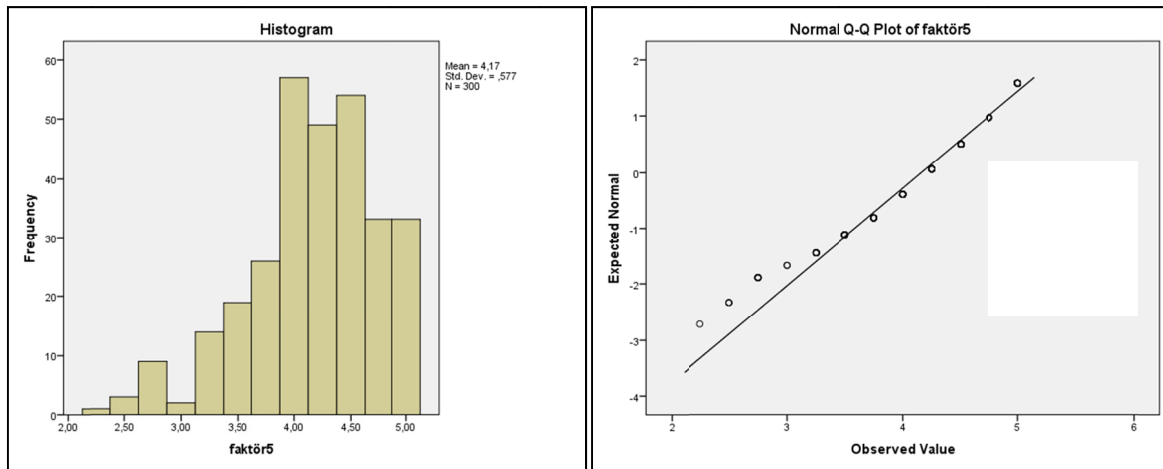 Histogram
Mean = 4,17
Std. Dev. = ,577
N = 300
Frequency
60
50
40
30
20
10
0
2,00 2,50 3,00 3,50 4,00 4,50 5,00
faktör5
Normal Q-Q Plot of faktör5
Expected Normal
2
1
0
-1
-2
-3
-4
2 3 4 5 6
Observed Value